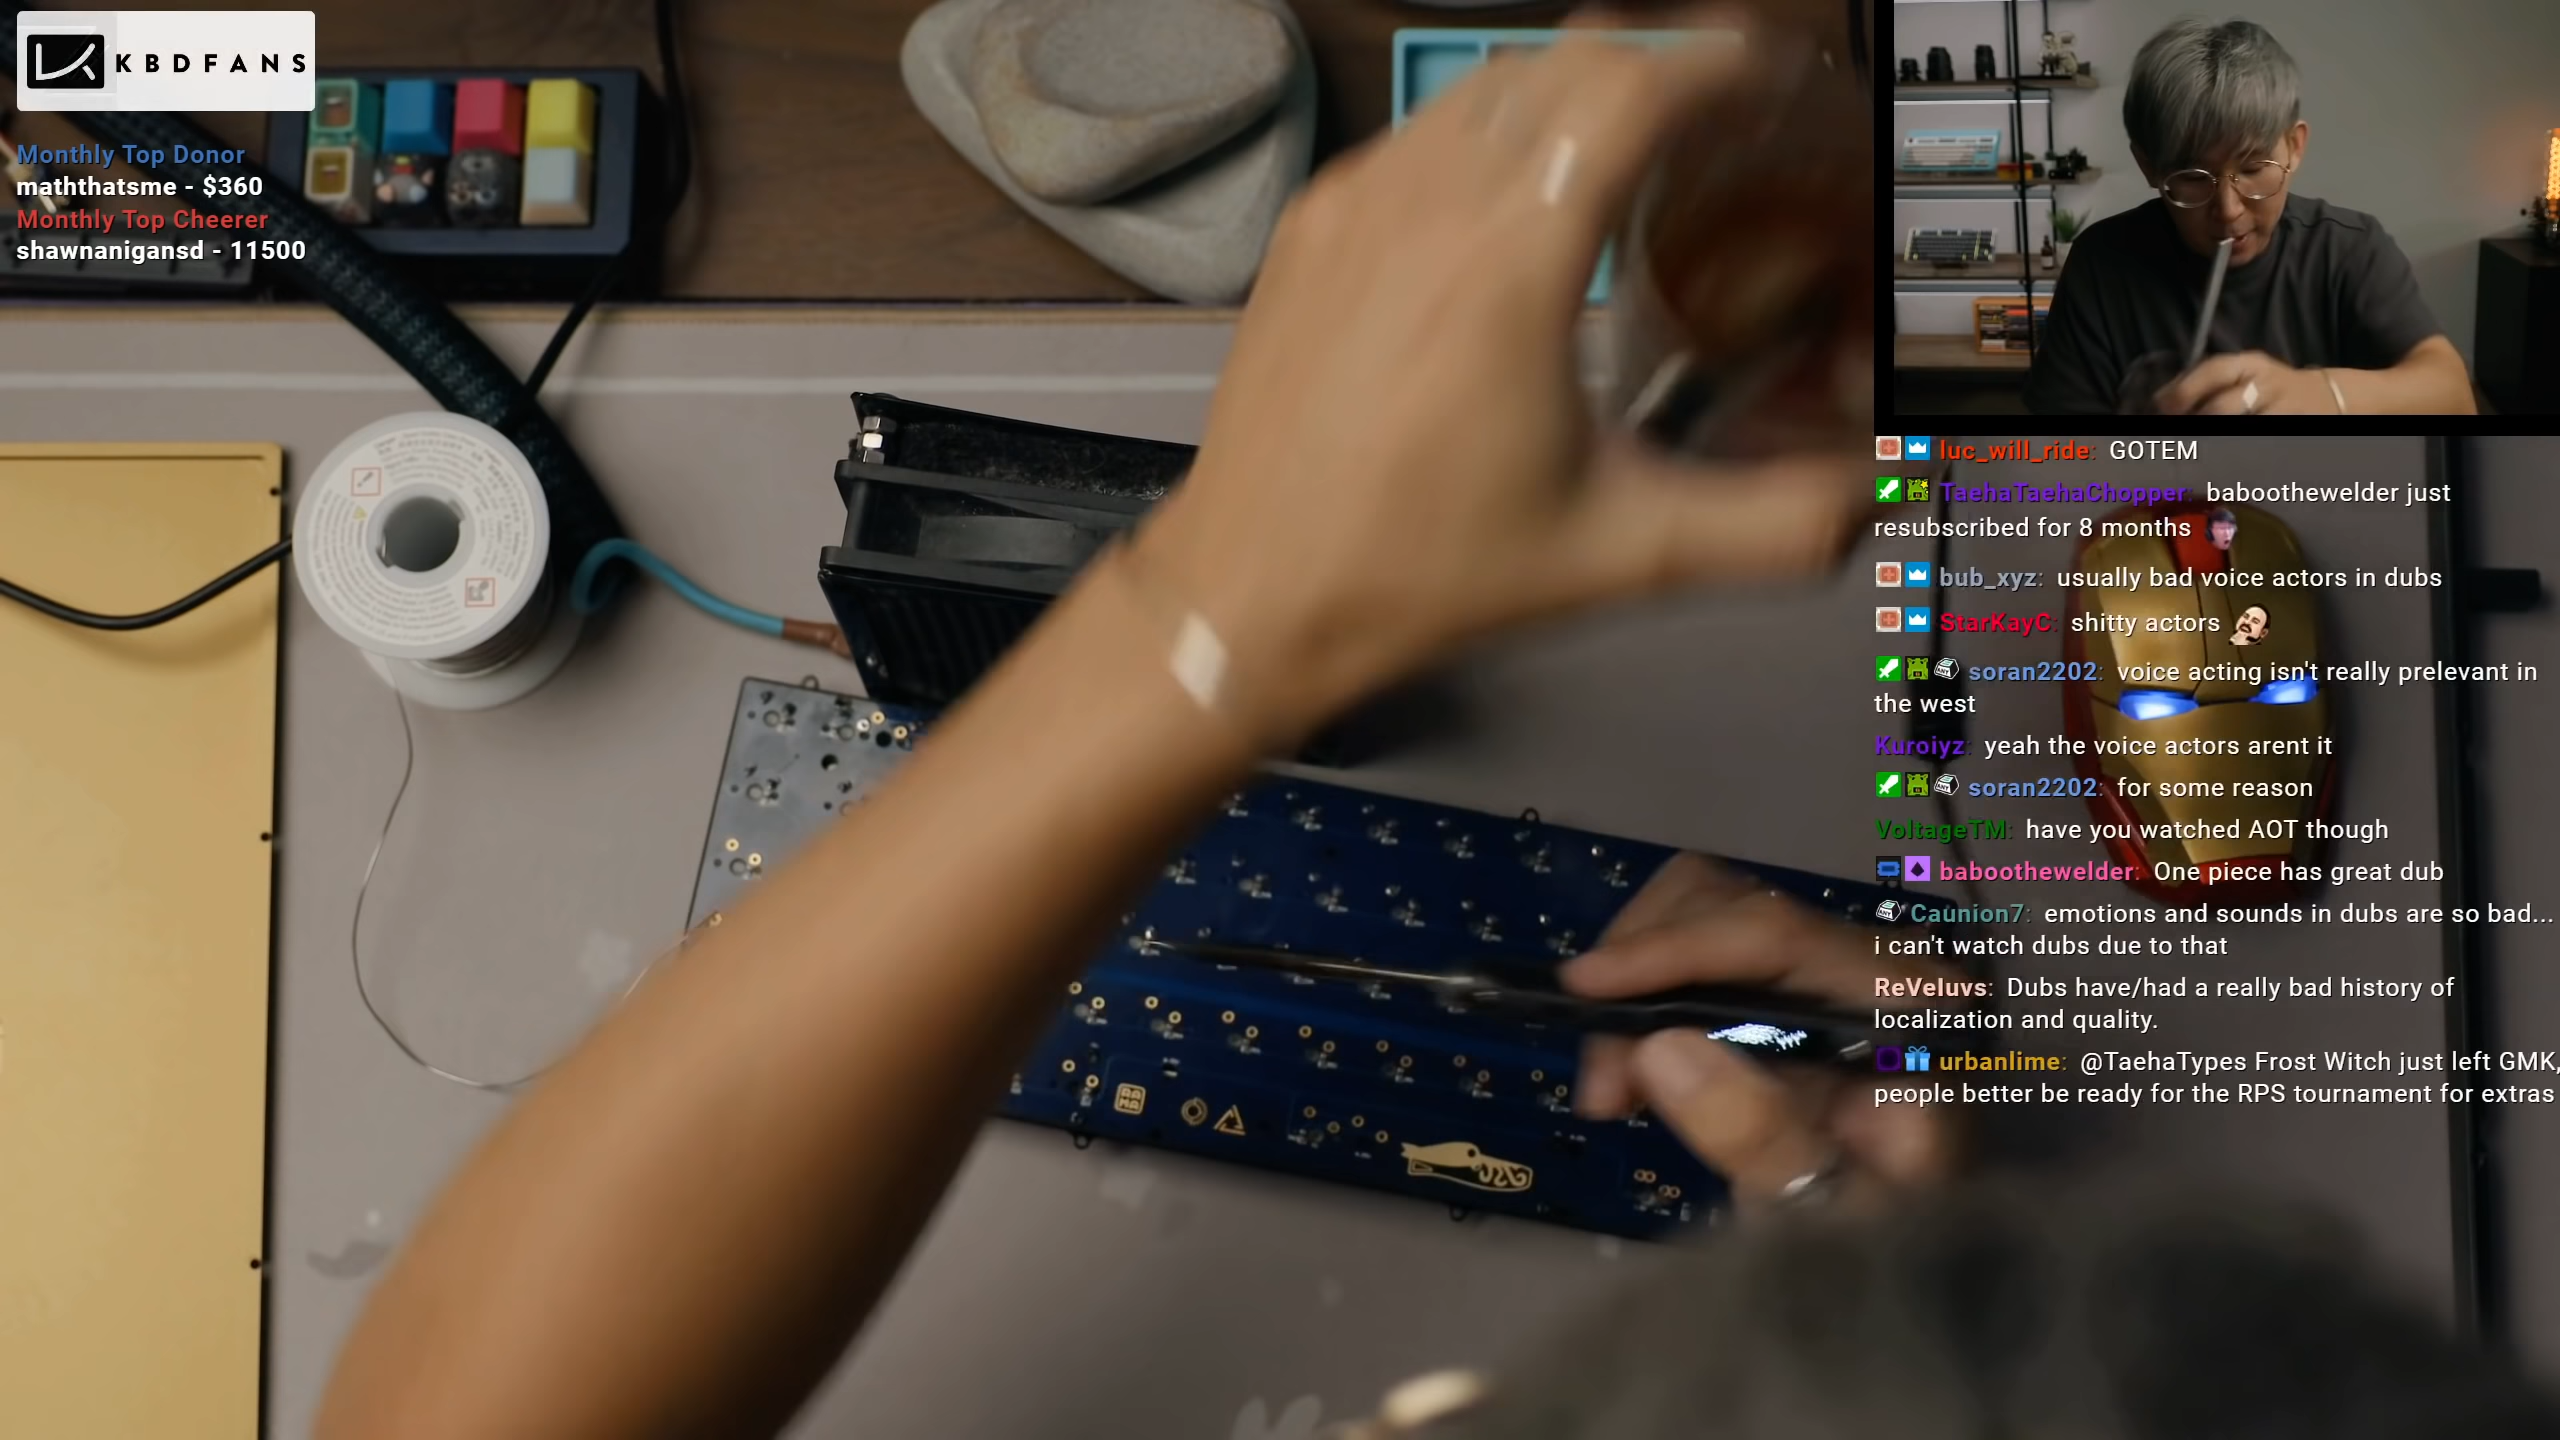 KBDFANS
Monthly Top Donor
maththatsme - $360
Monthly Top Cheerer
shawnanigansd - 11500
luc_will_ride: GOTEM
TaehaTaehaChopper: baboothewelder just
resubscribed for 8 months
bub_xyz: usually bad voice actors in dubs
StarKayC: shitty actors
soran2202: voice acting isn't really prelevant in
the west
Kuroiyz: yeah the voice actors arent it
soran2202: for some reason
VoltageTM: have you watched AOT though
baboothewelder: One piece has great dub
Caunion7: emotions and sounds in dubs are so bad...
i can't watch dubs due to that
ReVeluvs: Dubs have/had a really bad history of
localization and quality.
urbanlime: @TaehaTypes Frost Witch just left GMK,
people better be ready for the RPS tournament for extras
RAMA